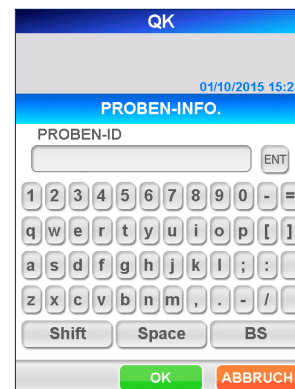 QK
01/10/2015 15:2
PROBEN-INFO.
PROBEN-ID
ENT
1 2 3 4 5 6 7 8 9 0 - =
q w e r t y u i o p [ ]
a s d f g h j k l ; :
z x c v b n m , . - /
Shift Space BS
OK ABBRUCH